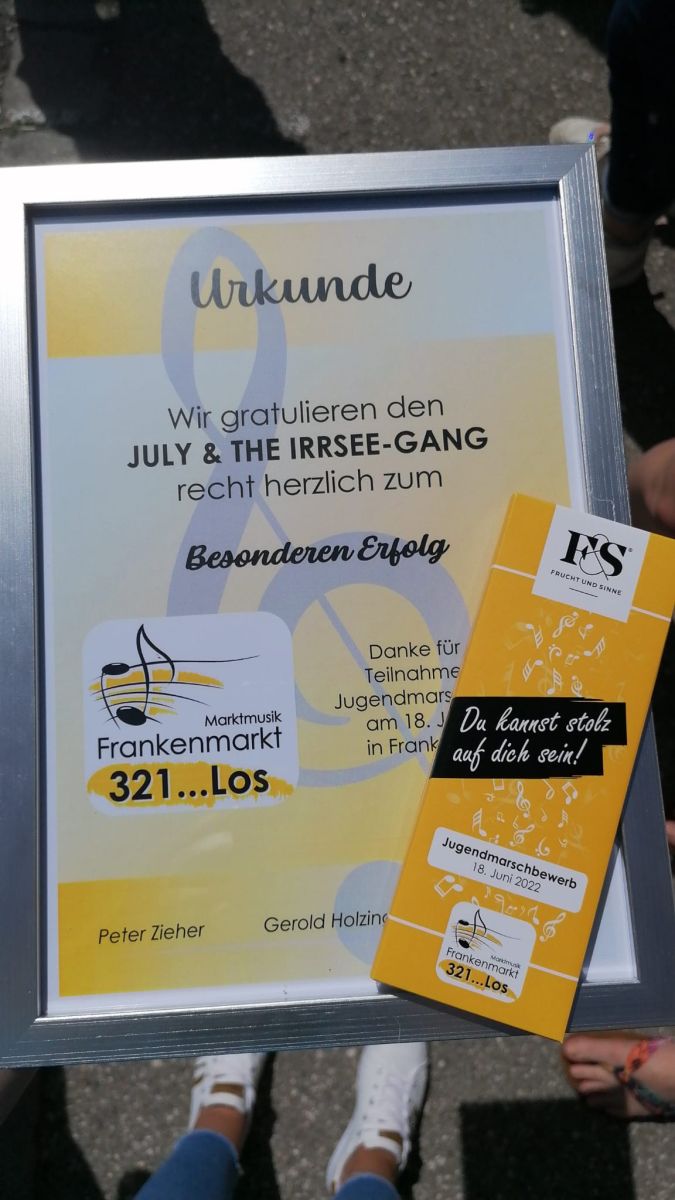 Urkunde
Wir gratulieren den
JULY & THE IRRSEE-GANG
recht herzlich zum
Besonderen Erfolg
Danke für
Teilnahme
am 18.
in
Marktmusik
Frankenmarkt
321...Los
Peter Zieher
Gerold
F&S®
FRUCHT UND SINNE
Du kannst stolz
auf dich sein!
Jugendmarschbewerb
18. Juni 2022
Marktmusik
Frankenmarkt
321...Los